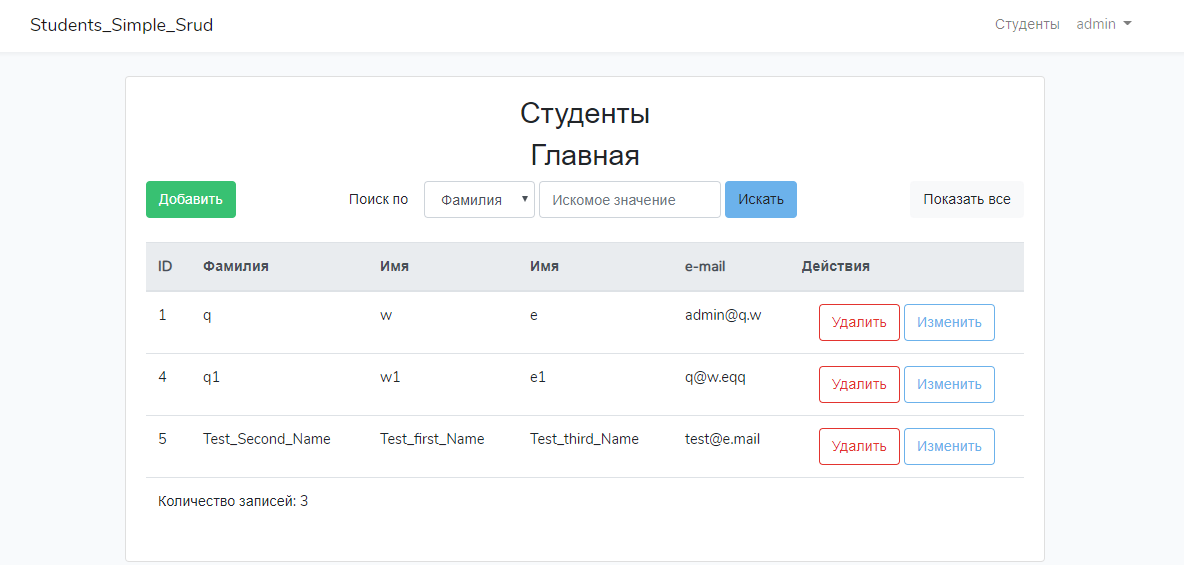 Students_Simple_Srud Студенты admin
Студенты
Главная
Добавить Поиск по Фамилия Искомое значение Искать Показать все
ID Фамилия Имя Имя e-mail Действия
1 q w e admin@q.w Удалить Изменить
4 q1 w1 e1 q@w.eqq Удалить Изменить
5 Test_Second_Name Test_first_Name Test_third_Name test@e.mail Удалить Изменить
Количество записей: 3